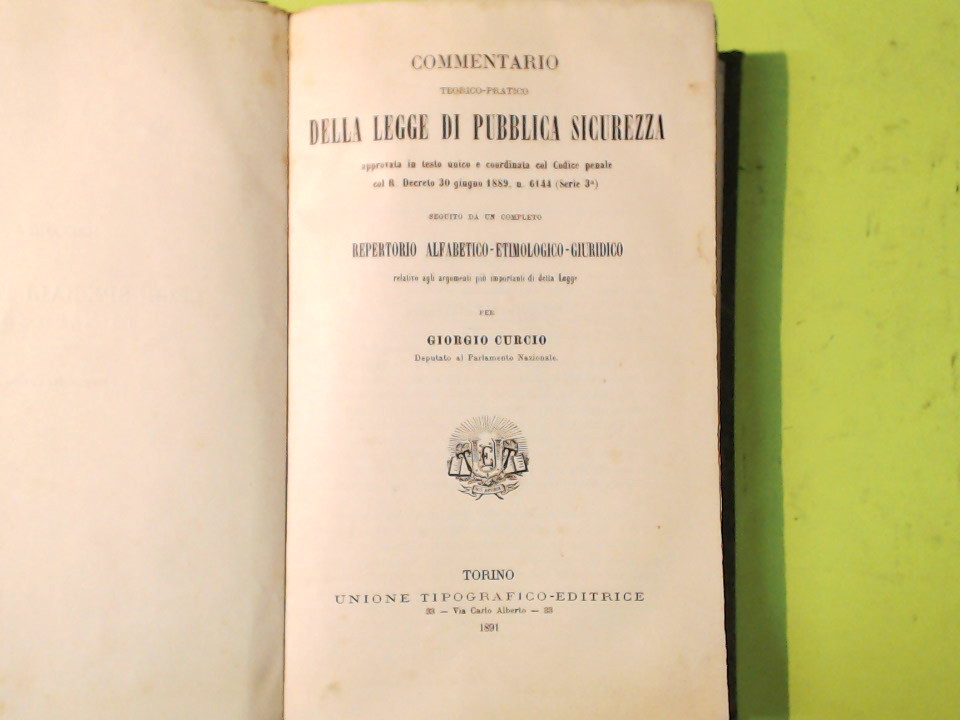 COMMENTARIO
TEORICO-PRATICO
DELLA LEGGE DI PUBBLICA SICUREZZA
approvata in testo unico e coordinata col Codice penale
col R. Decreto 30 giugno 1889, n. 6144 (Serie 3ª)
SEGUITO DA UN COMPLETO
REPERTORIO ALFABETICO-ETIMOLOGICO-GIURIDICO
relativo agli argomenti più importanti di detta Legge
PER
GIORGIO CURCIO
Deputato al Parlamento Nazionale.
TORINO
UNIONE TIPOGRAFICO-EDITRICE
33 — Via Carlo Alberto — 33
1891